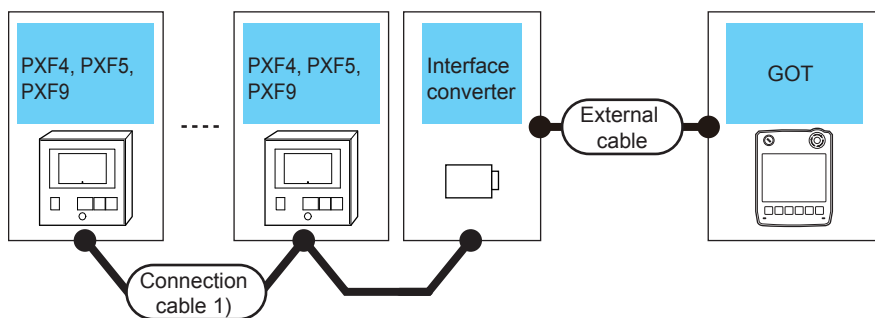 PXF4, PXF5,
PXF9
PXF4, PXF5,
PXF9
Interface
converter
GOT
External
cable
Connection
cable 1)